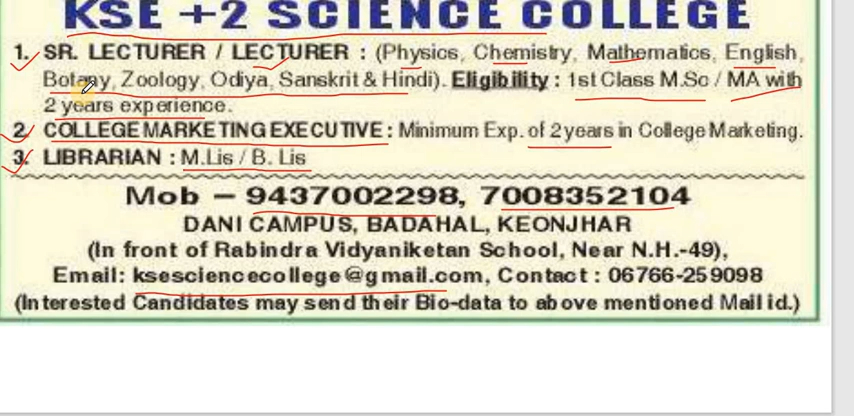 KSE +2 SCIENCE COLLEGE
1. SR. LECTURER / LECTURER : (Physics, Chemistry, Mathematics, English,
Botany, Zoology, Odiya, Sanskrit & Hindi). Eligibility : 1st Class M.Sc / MA with
2 years experience.
2. COLLEGE MARKETING EXECUTIVE : Minimum Exp. of 2 years in College Marketing.
3. LIBRARIAN : M.Lis / B. Lis
Mob – 9437002298, 7008352104
DANI CAMPUS, BADAHAL, KEONJHAR
(In front of Rabindra Vidyaniketan School, Near N.H.-49),
Email: ksesciencecollege@gmail.com, Contact : 06766-259098
(Interested Candidates may send their Bio-data to above mentioned Mail id.)